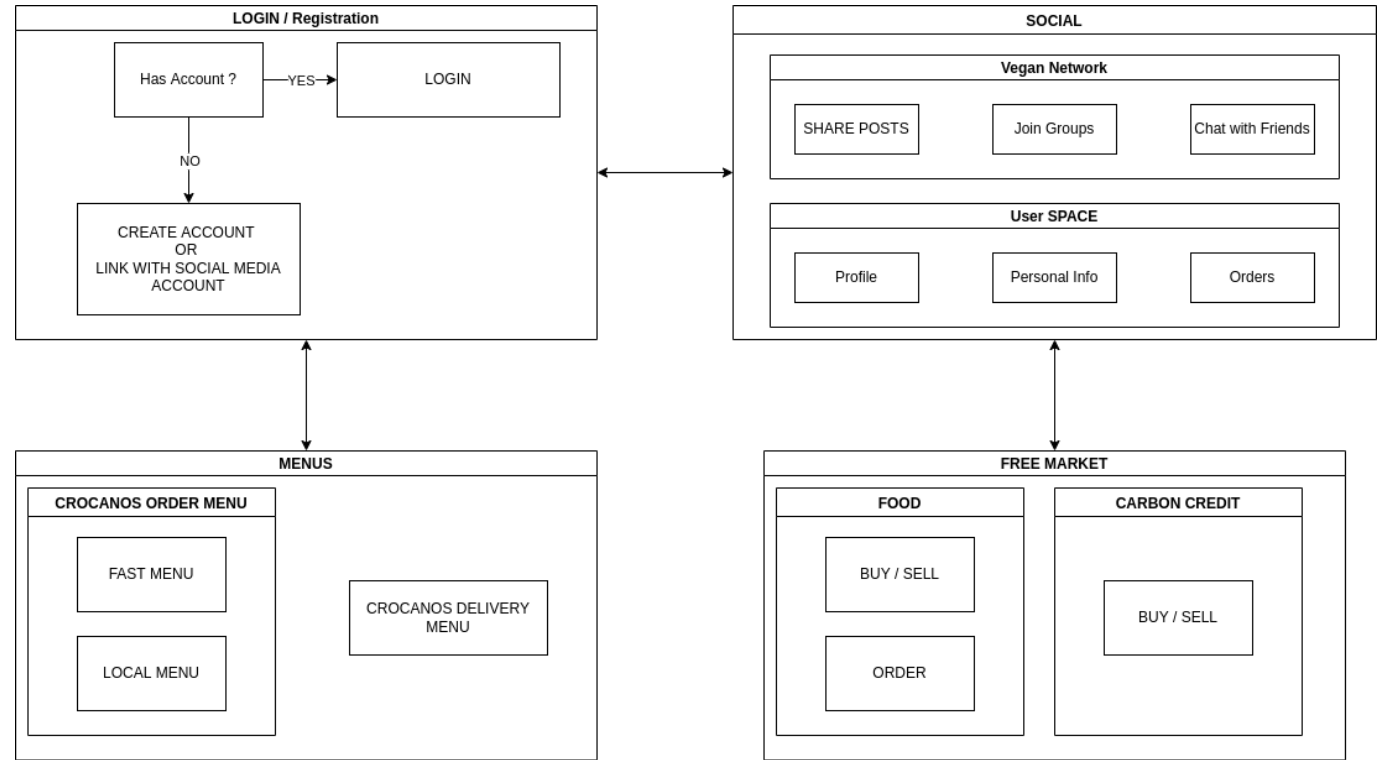 LOGIN / Registration
Has Account ?
YES
LOGIN
NO
CREATE ACCOUNT
OR
LINK WITH SOCIAL MEDIA
ACCOUNT
SOCIAL
Vegan Network
SHARE POSTS
Join Groups
Chat with Friends
User SPACE
Profile
Personal Info
Orders
MENUS
CROCANOS ORDER MENU
FAST MENU
LOCAL MENU
CROCANOS DELIVERY
MENU
FREE MARKET
FOOD
BUY / SELL
ORDER
CARBON CREDIT
BUY / SELL